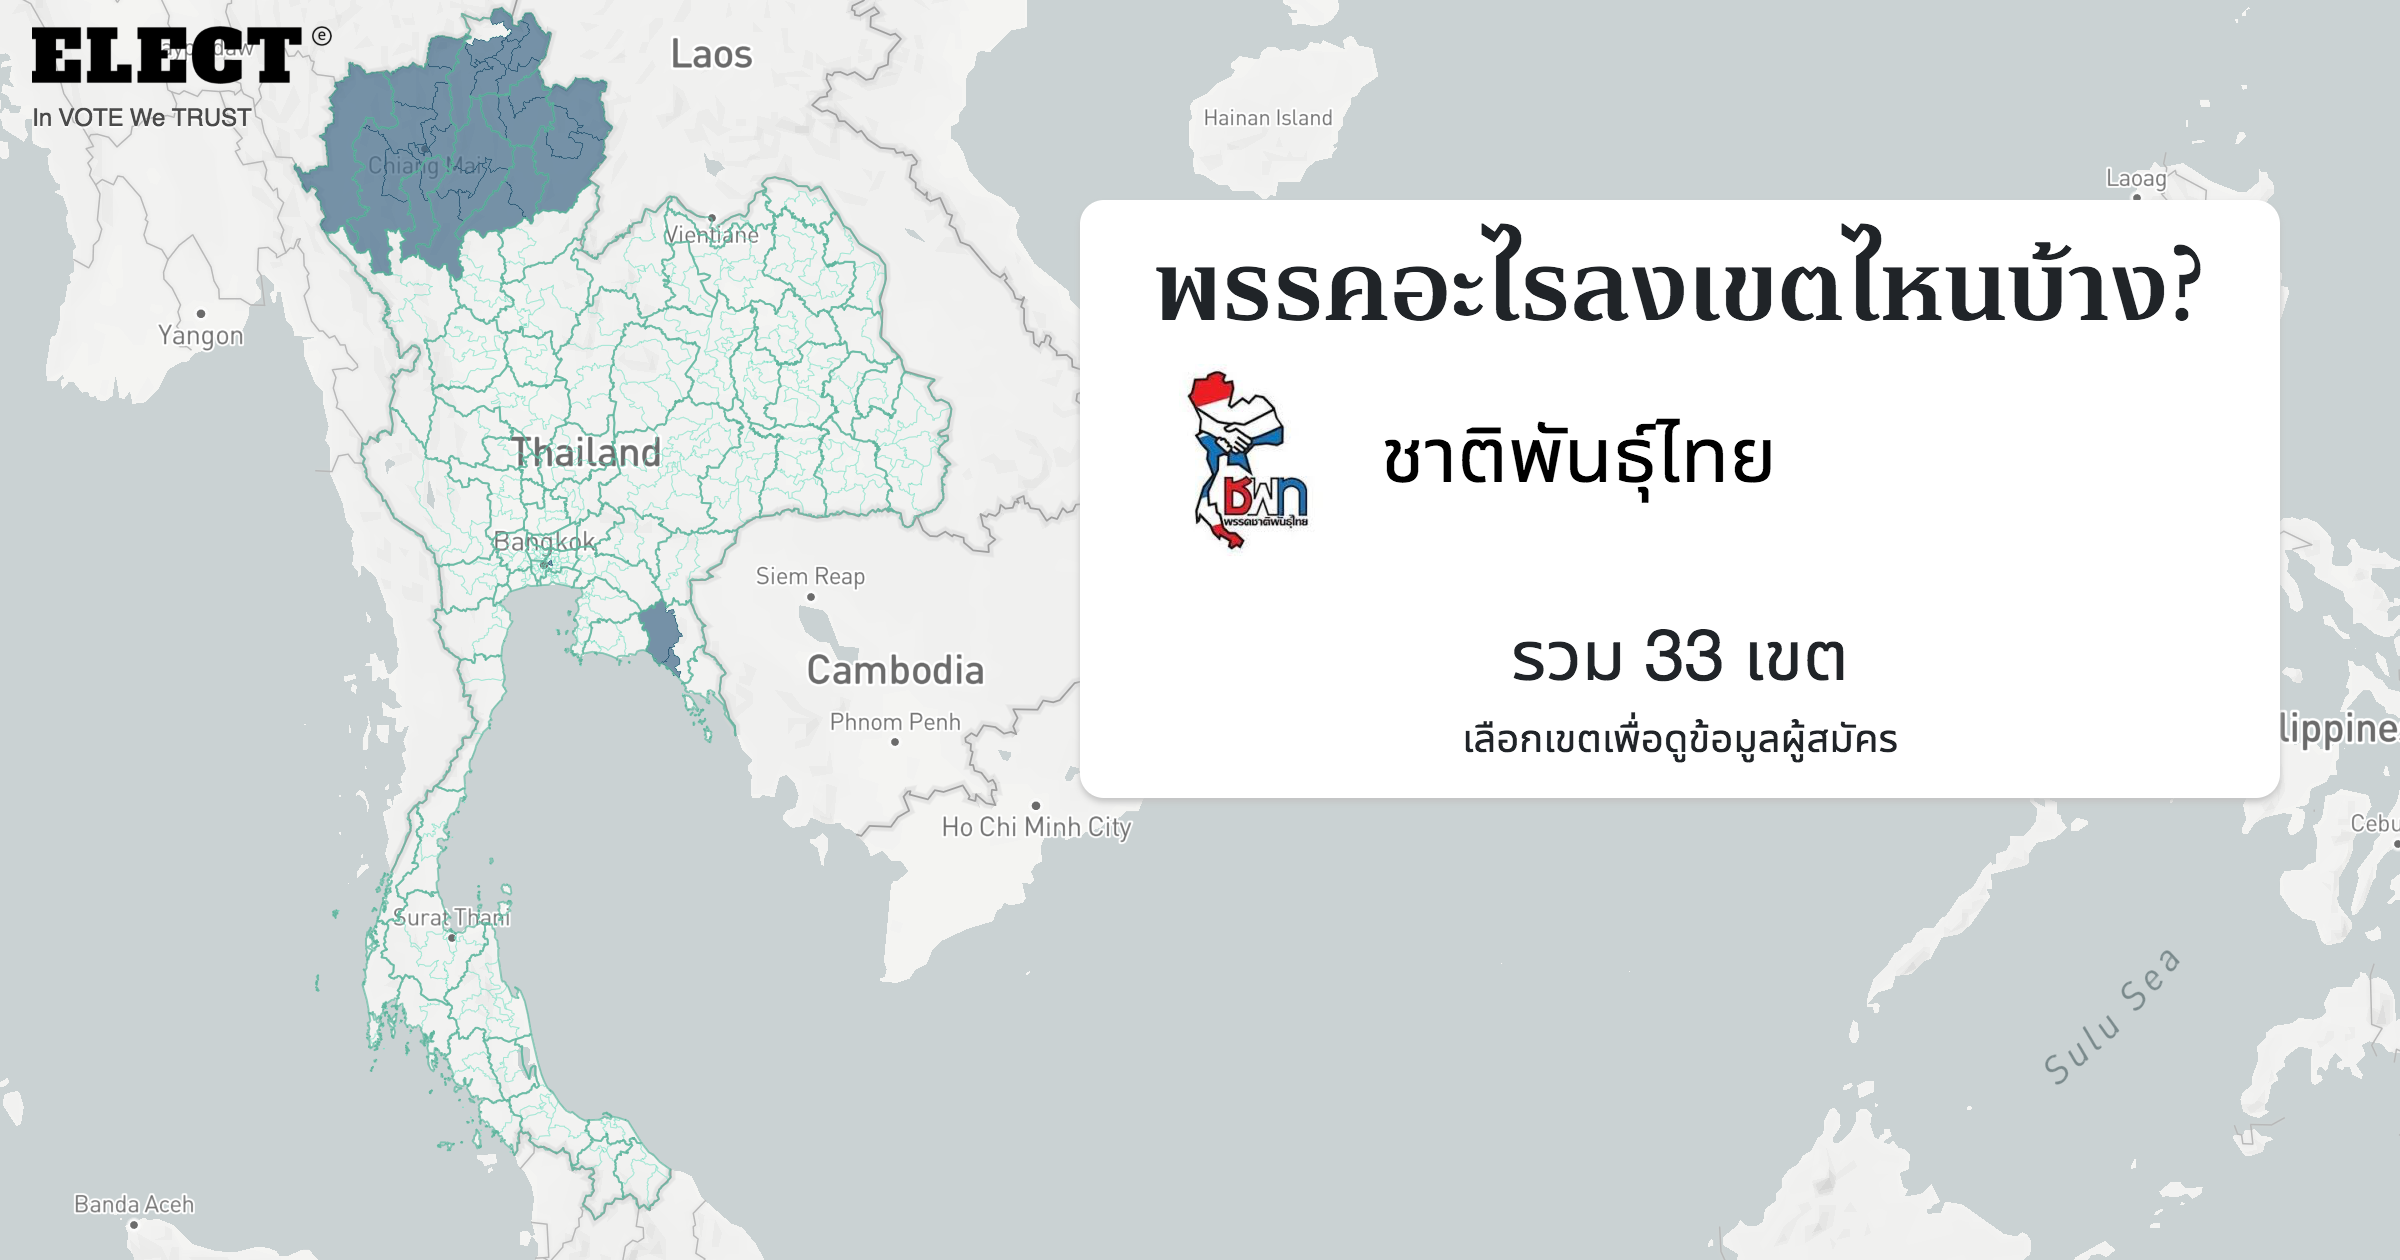 ELECT e
In VOTE We TRUST
Laos
Hainan Island
Chiang Mai
Laoag
Vientiane
Yangon
Thailand
Bangkok
Siem Reap
Cambodia
Phnom Penh
Ho Chi Minh City
Surat Thani
Banda Aceh
พรรคอะไรลงเขตไหนบ้าง?
ชพท
พรรคชาติพันธุ์ไทย
ชาติพันธุ์ไทย
รวม 33 เขต
เลือกเขตเพื่อดูข้อมูลผู้สมัคร
lippine
Cebu
Sulu Sea